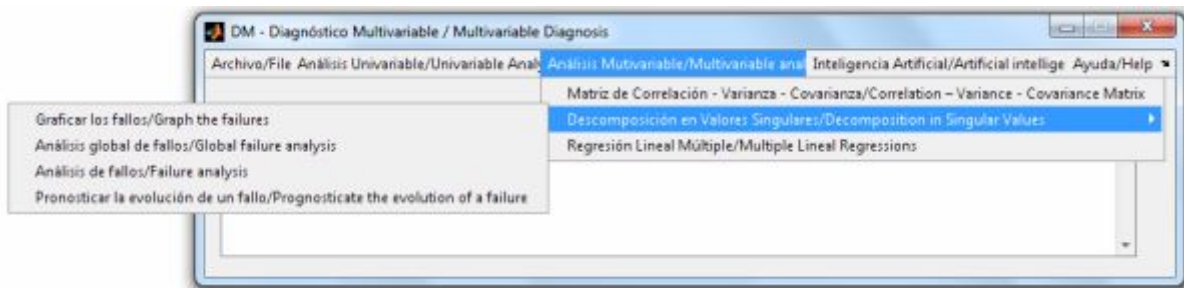 DM - Diagnóstico Multivariable / Multivariable Diagnosis
Archivo/File Análisis Univariable/Univariable Analy Análisis Mutivariable/Multivariable anal Inteligencia Artificial/Artificial intellige Ayuda/Help
Matriz de Correlación - Varianza - Covarianza/Correlation – Variance - Covariance Matrix
Descomposición en Valores Singulares/Decomposition in Singular Values
Regresión Lineal Múltiple/Multiple Lineal Regressions
Graficar los fallos/Graph the failures
Análisis global de fallos/Global failure analysis
Análisis de fallos/Failure analysis
Pronosticar la evolución de un fallo/Prognosticate the evolution of a failure